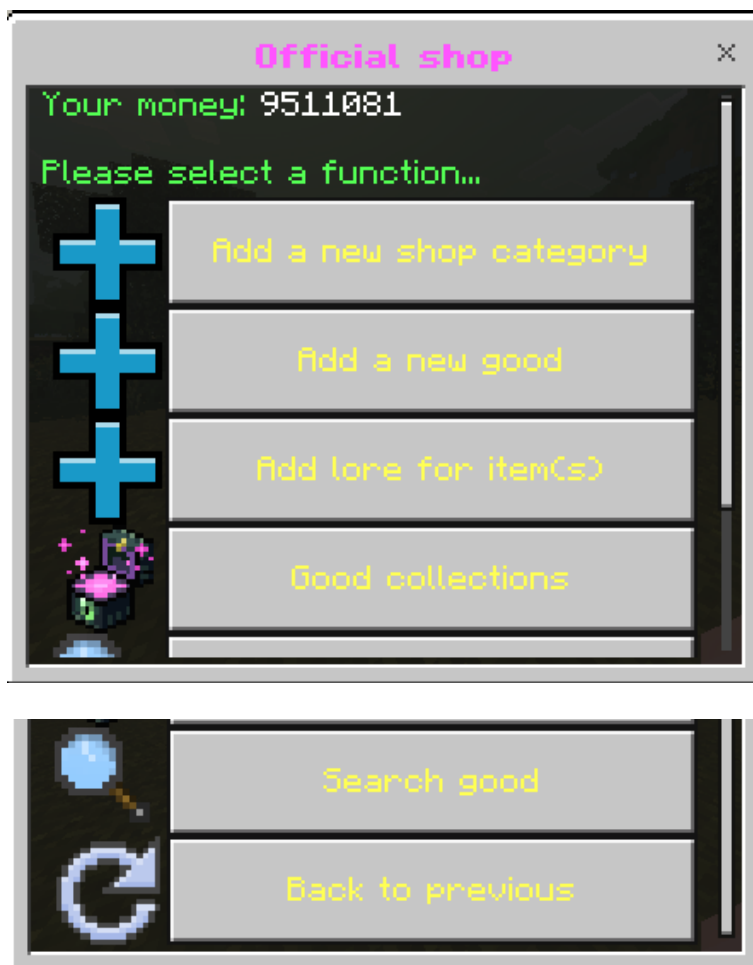 Official shop
Your money: 9511081
Please select a function...
Add a new shop category
Add a new good
Add lore for item(s)
Good collections
Search good
Back to previous